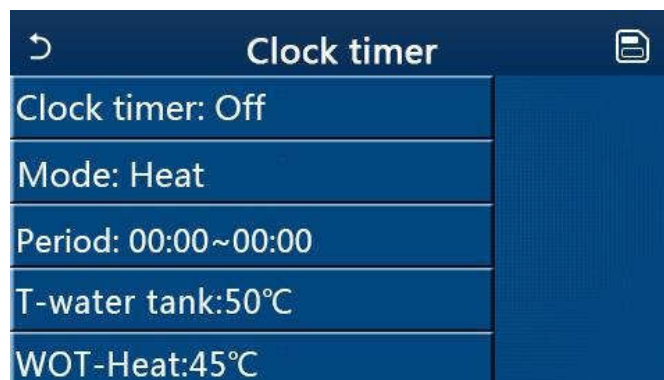 Clock timer
Clock timer: Off
Mode: Heat
Period: 00:00~00:00
T-water tank:50℃
WOT-Heat:45℃